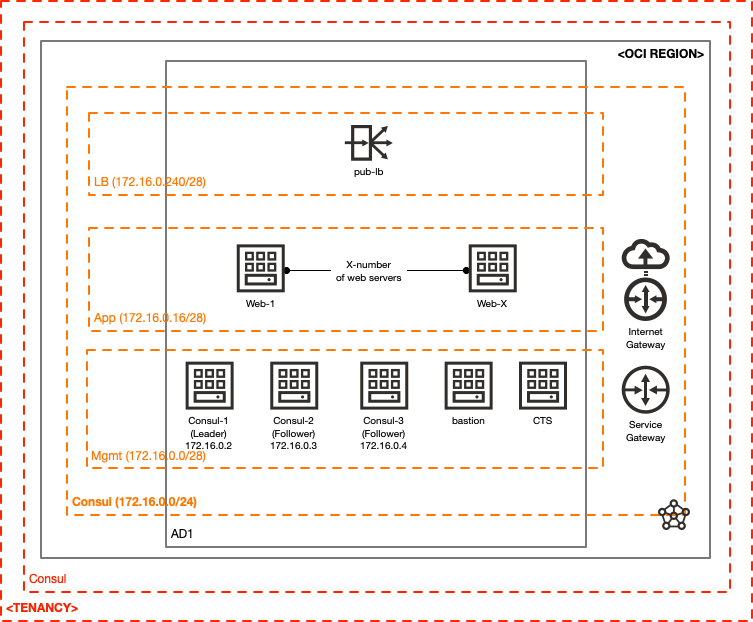 <OCI REGION>
pub-lb
LB (172.16.0.240/28)
X-number
of web servers
Web-1
Web-X
App (172.16.0.16/28)
Internet
Gateway
Consul-1
(Leader)
172.16.0.2
Consul-2
(Follower)
172.16.0.3
Consul-3
(Follower)
172.16.0.4
bastion
CTS
Service
Gateway
Mgmt (172.16.0.0/28)
Consul (172.16.0.0/24)
AD1
Consul
<TENANCY>